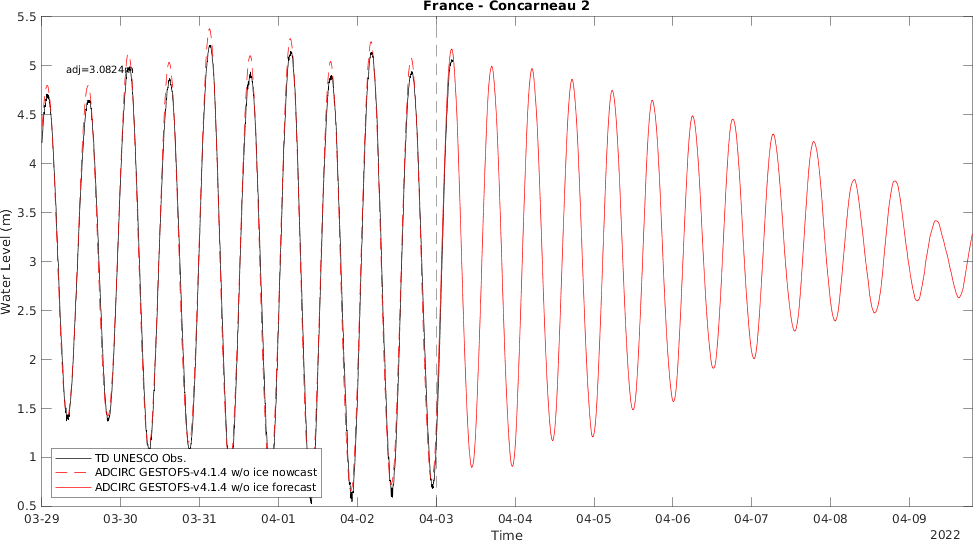 France - Concarneau 2
5.5
5
4.5
4
3.5
3
2.5
2
1.5
1
0.5
Water Level (m)
adj=3.0824m
TD UNESCO Obs.
ADCIRC GESTOFS-v4.1.4 w/o ice nowcast
ADCIRC GESTOFS-v4.1.4 w/o ice forecast
03-29 03-30 03-31 04-01 04-02 04-03 04-04 04-05 04-06 04-07 04-08 04-09
Time
2022